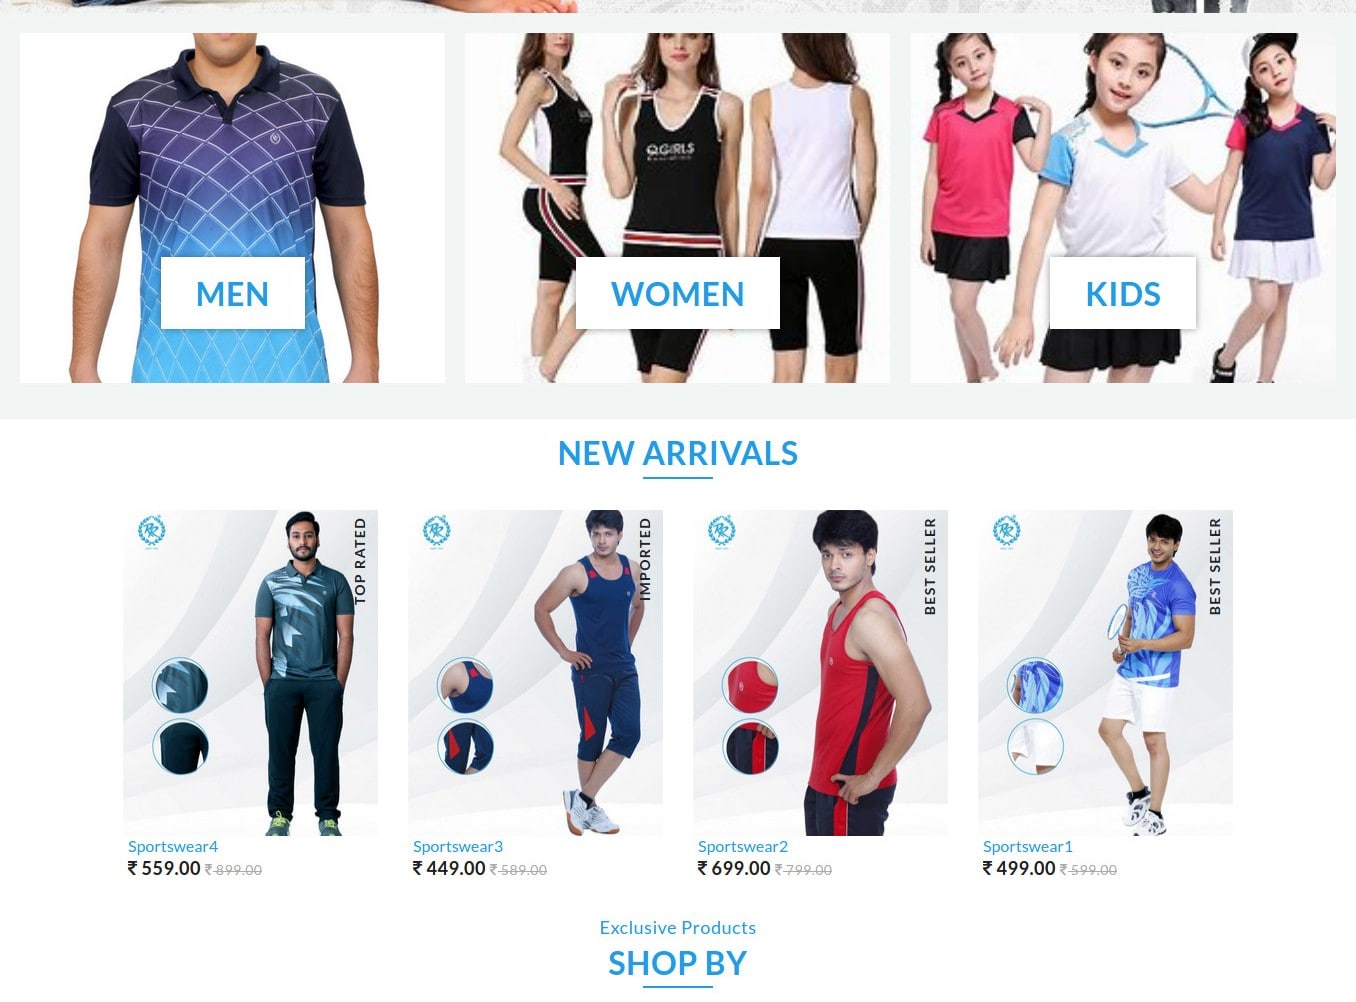 Q.GIRLS
MEN
WOMEN
KIDS
NEW ARRIVALS
TOP RATED
IMPORTED
BEST SELLER
BEST SELLER
Sportswear4
₹ 559.00 ₹ 899.00
Sportswear3
₹ 449.00 ₹ 589.00
Sportswear2
₹ 699.00 ₹ 799.00
Sportswear1
₹ 499.00 ₹ 599.00
Exclusive Products
SHOP BY